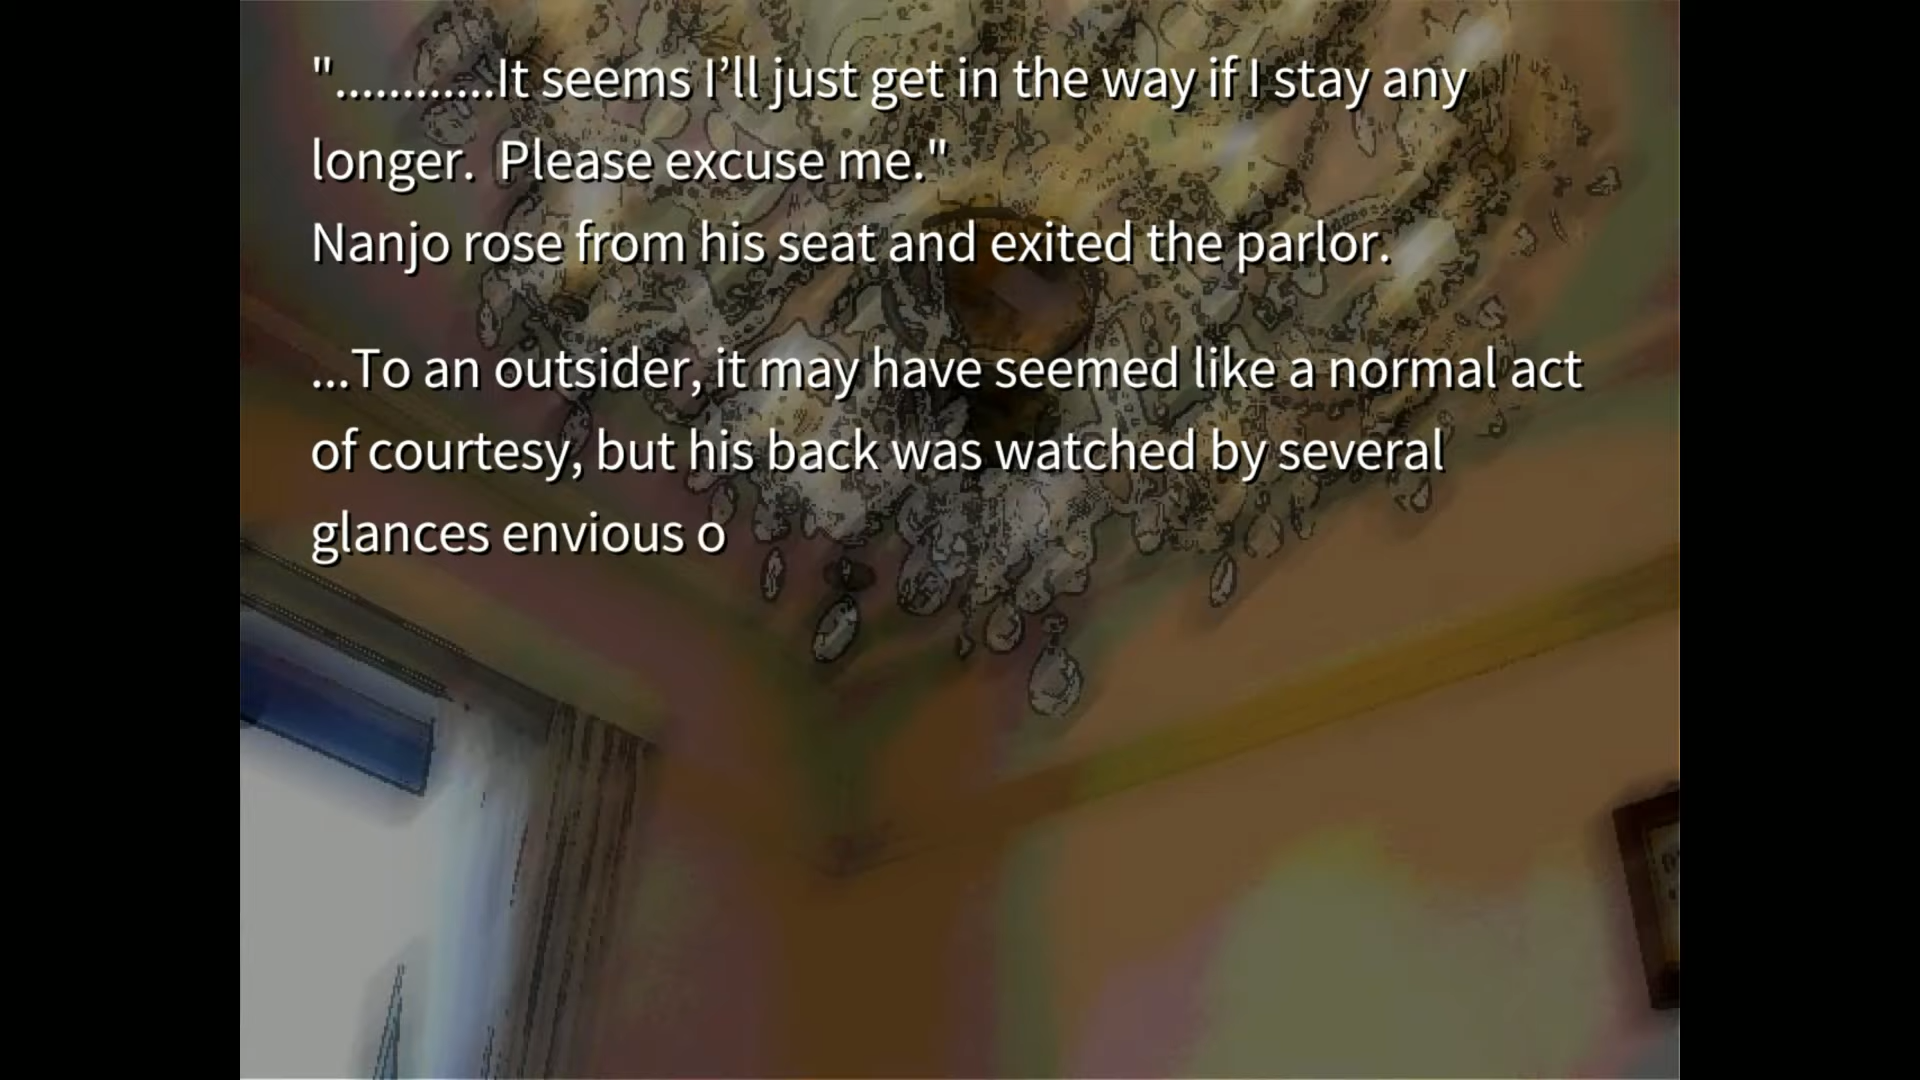 "............It seems I’ll just get in the way if I stay any
longer.  Please excuse me."
Nanjo rose from his seat and exited the parlor.
...To an outsider, it may have seemed like a normal act
of courtesy, but his back was watched by several
glances envious o